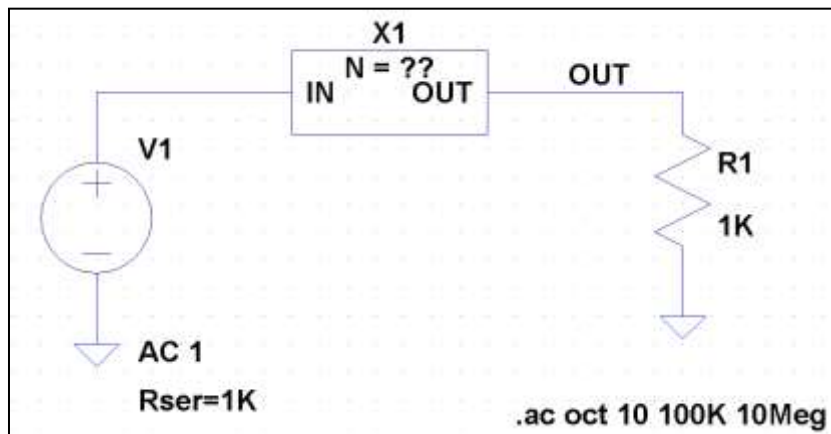 X1
N = ??
IN OUT
OUT
V1
R1
1K
AC 1
Rser=1K
.ac oct 10 100K 10Meg